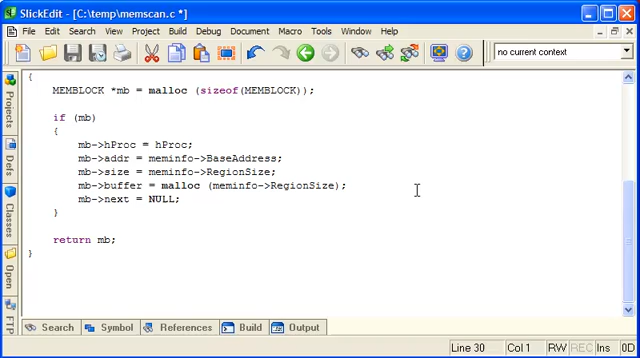 SlickEdit - [C:\temp\memscan.c *]
File Edit Search View Project Build Debug Document Macro Tools Window Help
no current context
{
MEMBLOCK *mb = malloc (sizeof(MEMBLOCK));
if (mb)
{
mb->hProc = hProc;
mb->addr = meminfo->BaseAddress;
mb->size = meminfo->RegionSize;
mb->buffer = malloc (meminfo->RegionSize);
mb->next = NULL;
}
return mb;
}
Projects
Defs
Classes
Open
FTP
Search Symbol References Build Output
Line 30 Col 1 RW REC Ins 0D